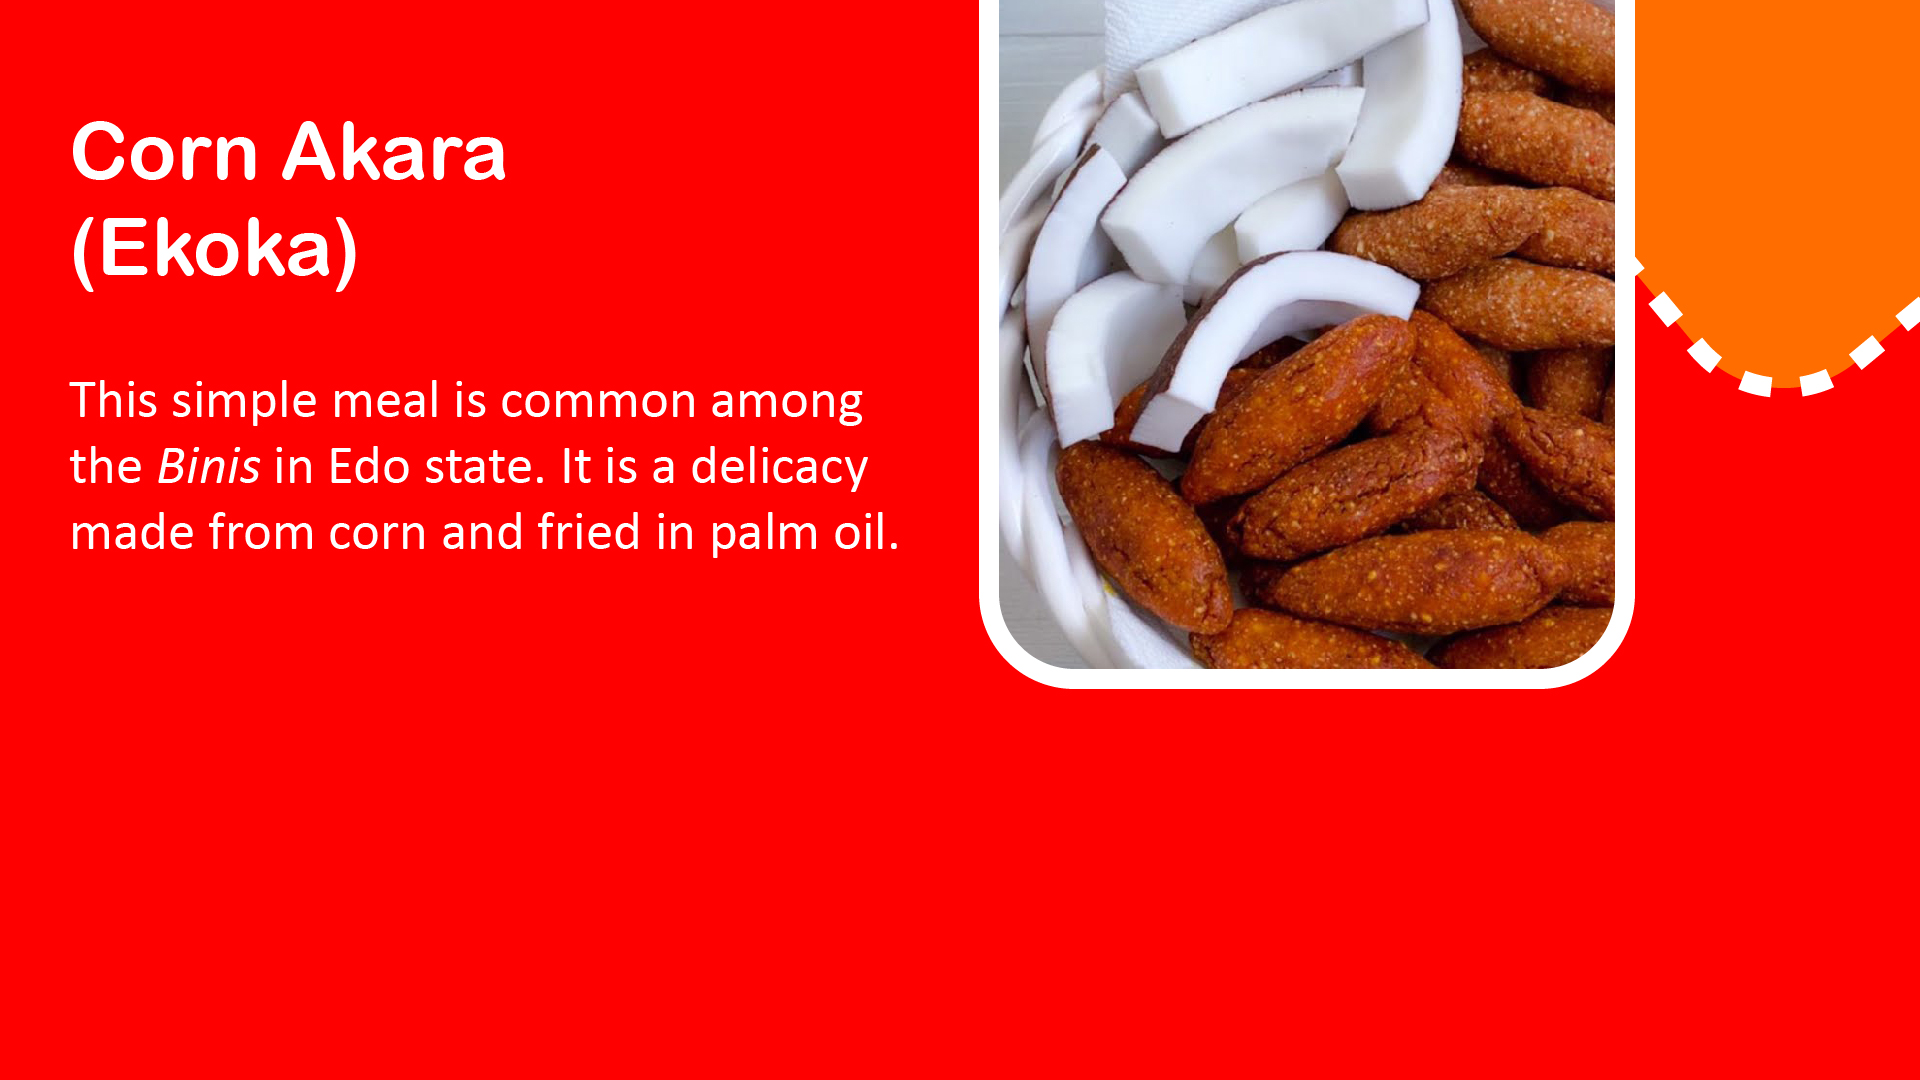 Corn Akara
(Ekoka)
This simple meal is common among
the Binis in Edo state. It is a delicacy
made from corn and fried in palm oil.